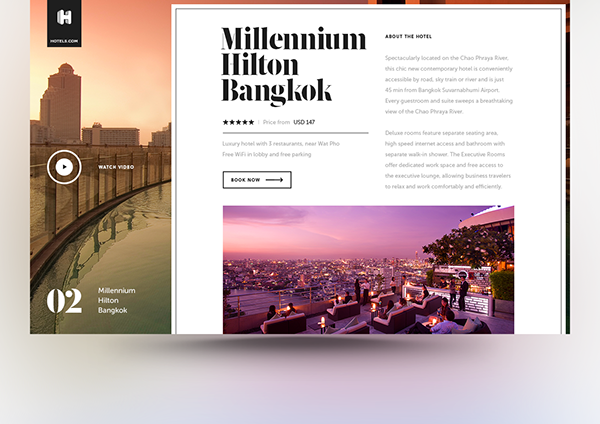 HOTELS.COM
WATCH VIDEO
02
Millennium
Hilton
Bangkok
Millennium
Hilton
Bangkok
★★★★★ | Price from USD 147
Luxury hotel with 3 restaurants, near Wat Pho
Free WiFi in lobby and free parking
BOOK NOW
ABOUT THE HOTEL
Spectacularly located on the Chao Phraya River,
this chic new contemporary hotel is conveniently
accessible by road, sky train or river and is just
45 min from Bangkok Suvarnabhumi Airport.
Every guestroom and suite sweeps a breathtaking
view of the Chao Phraya River.
Deluxe rooms feature separate seating area,
high speed internet access and bathroom with
separate walk-in shower. The Executive Rooms
offer dedicated work space and free access to
the executive lounge, allowing business travelers
to relax and work comfortably and efficiently.